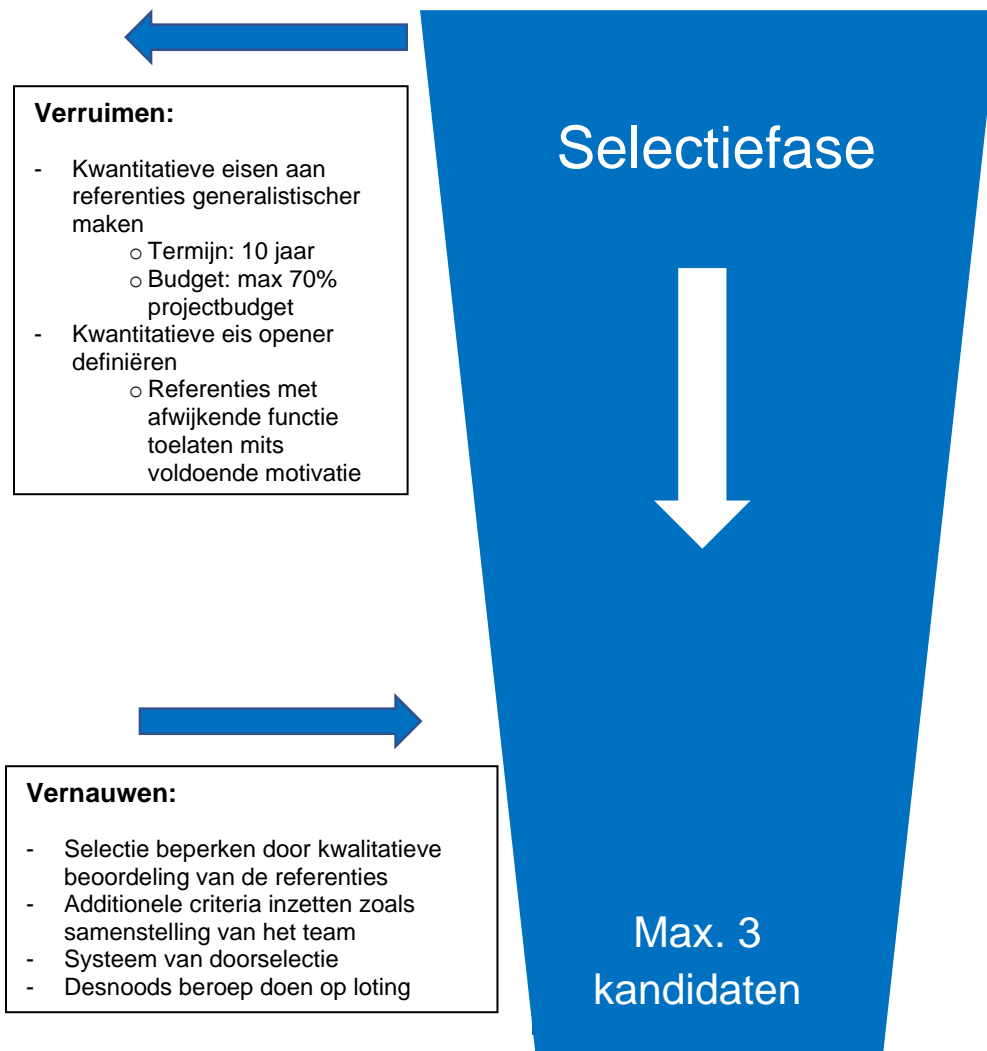 Verruimen:
- Kwantitatieve eisen aan
referenties generalistischer
maken
o Termijn: 10 jaar
o Budget: max 70%
projectbudget
- Kwantitatieve eis opener
definiëren
o Referenties met
afwijkende functie
toelaten mits
voldoende motivatie
Selectiefase
Vernauwen:
- Selectie beperken door kwalitatieve
beoordeling van de referenties
- Additionele criteria inzetten zoals
samenstelling van het team
- Systeem van doorselectie
- Desnoods beroep doen op loting
Max. 3
kandidaten